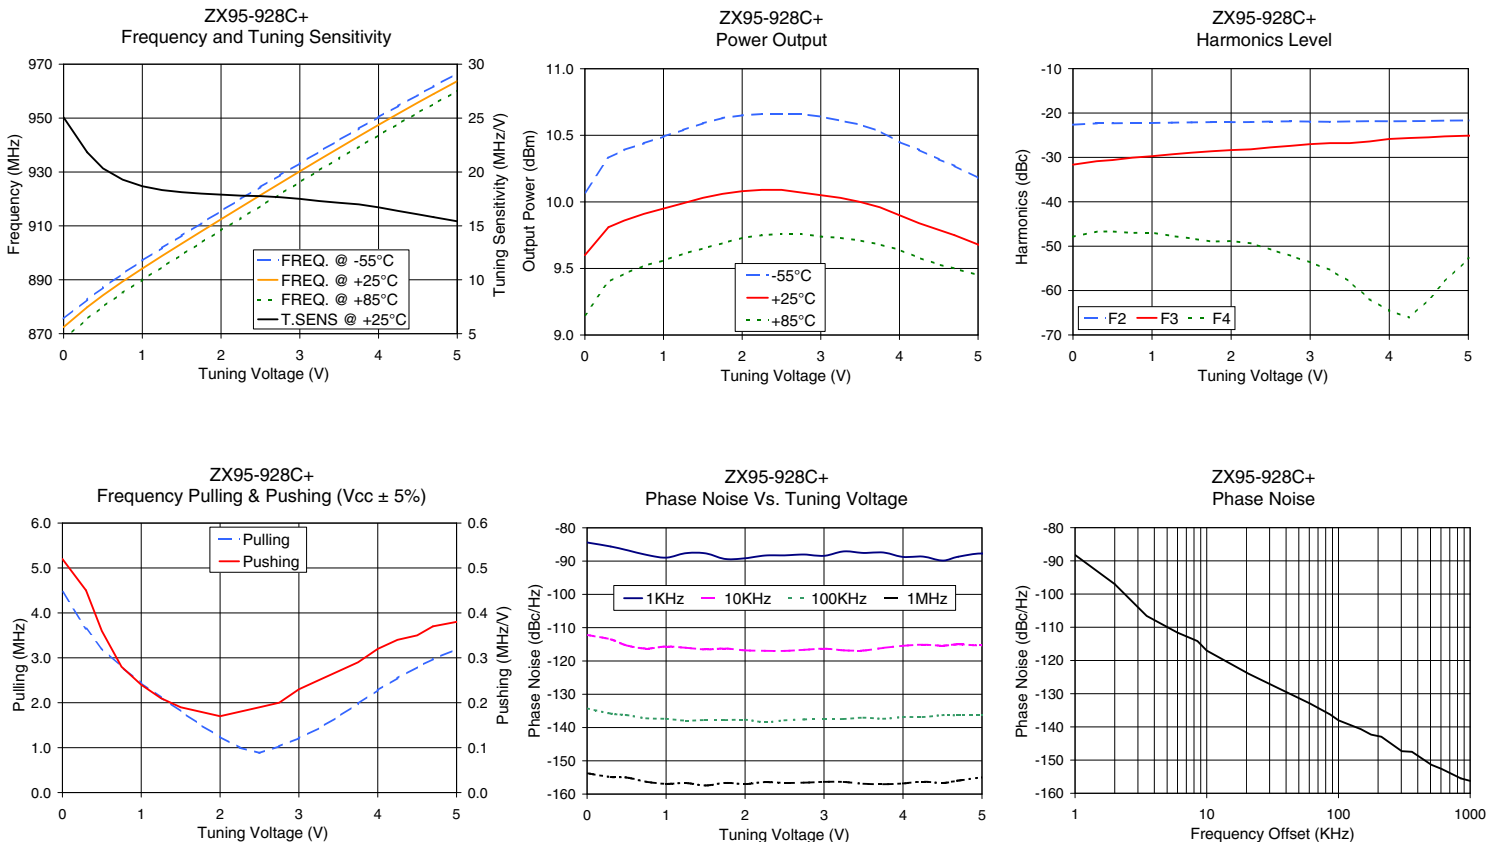 ZX95-928C+
Frequency and Tuning Sensitivity
970
950
930
910
890
870
Frequency (MHz)
30
25
20
15
10
5
Tuning Sensitivity (MHz/V)
FREQ. @ -55°C
FREQ. @ +25°C
FREQ. @ +85°C
T.SENS @ +25°C
0 1 2 3 4 5
Tuning Voltage (V)
ZX95-928C+
Power Output
11.0
10.5
10.0
9.5
9.0
Output Power (dBm)
-55°C
+25°C
+85°C
0 1 2 3 4 5
Tuning Voltage (V)
ZX95-928C+
Harmonics Level
-10
-20
-30
-40
-50
-60
-70
Harmonics (dBc)
F2 F3 F4
0 1 2 3 4 5
Tuning Voltage (V)
ZX95-928C+
Frequency Pulling & Pushing (Vcc ± 5%)
6.0
5.0
4.0
3.0
2.0
1.0
0.0
Pulling (MHz)
0.6
0.5
0.4
0.3
0.2
0.1
0.0
Pushing (MHz/V)
Pulling
Pushing
0 1 2 3 4 5
Tuning Voltage (V)
ZX95-928C+
Phase Noise Vs. Tuning Voltage
-80
-90
-100
-110
-120
-130
-140
-150
-160
Phase Noise (dBc/Hz)
1KHz 10KHz 100KHz 1MHz
0 1 2 3 4 5
Tuning Voltage (V)
ZX95-928C+
Phase Noise
-80
-90
-100
-110
-120
-130
-140
-150
-160
Phase Noise (dBc/Hz)
1 10 100 1000
Frequency Offset (KHz)